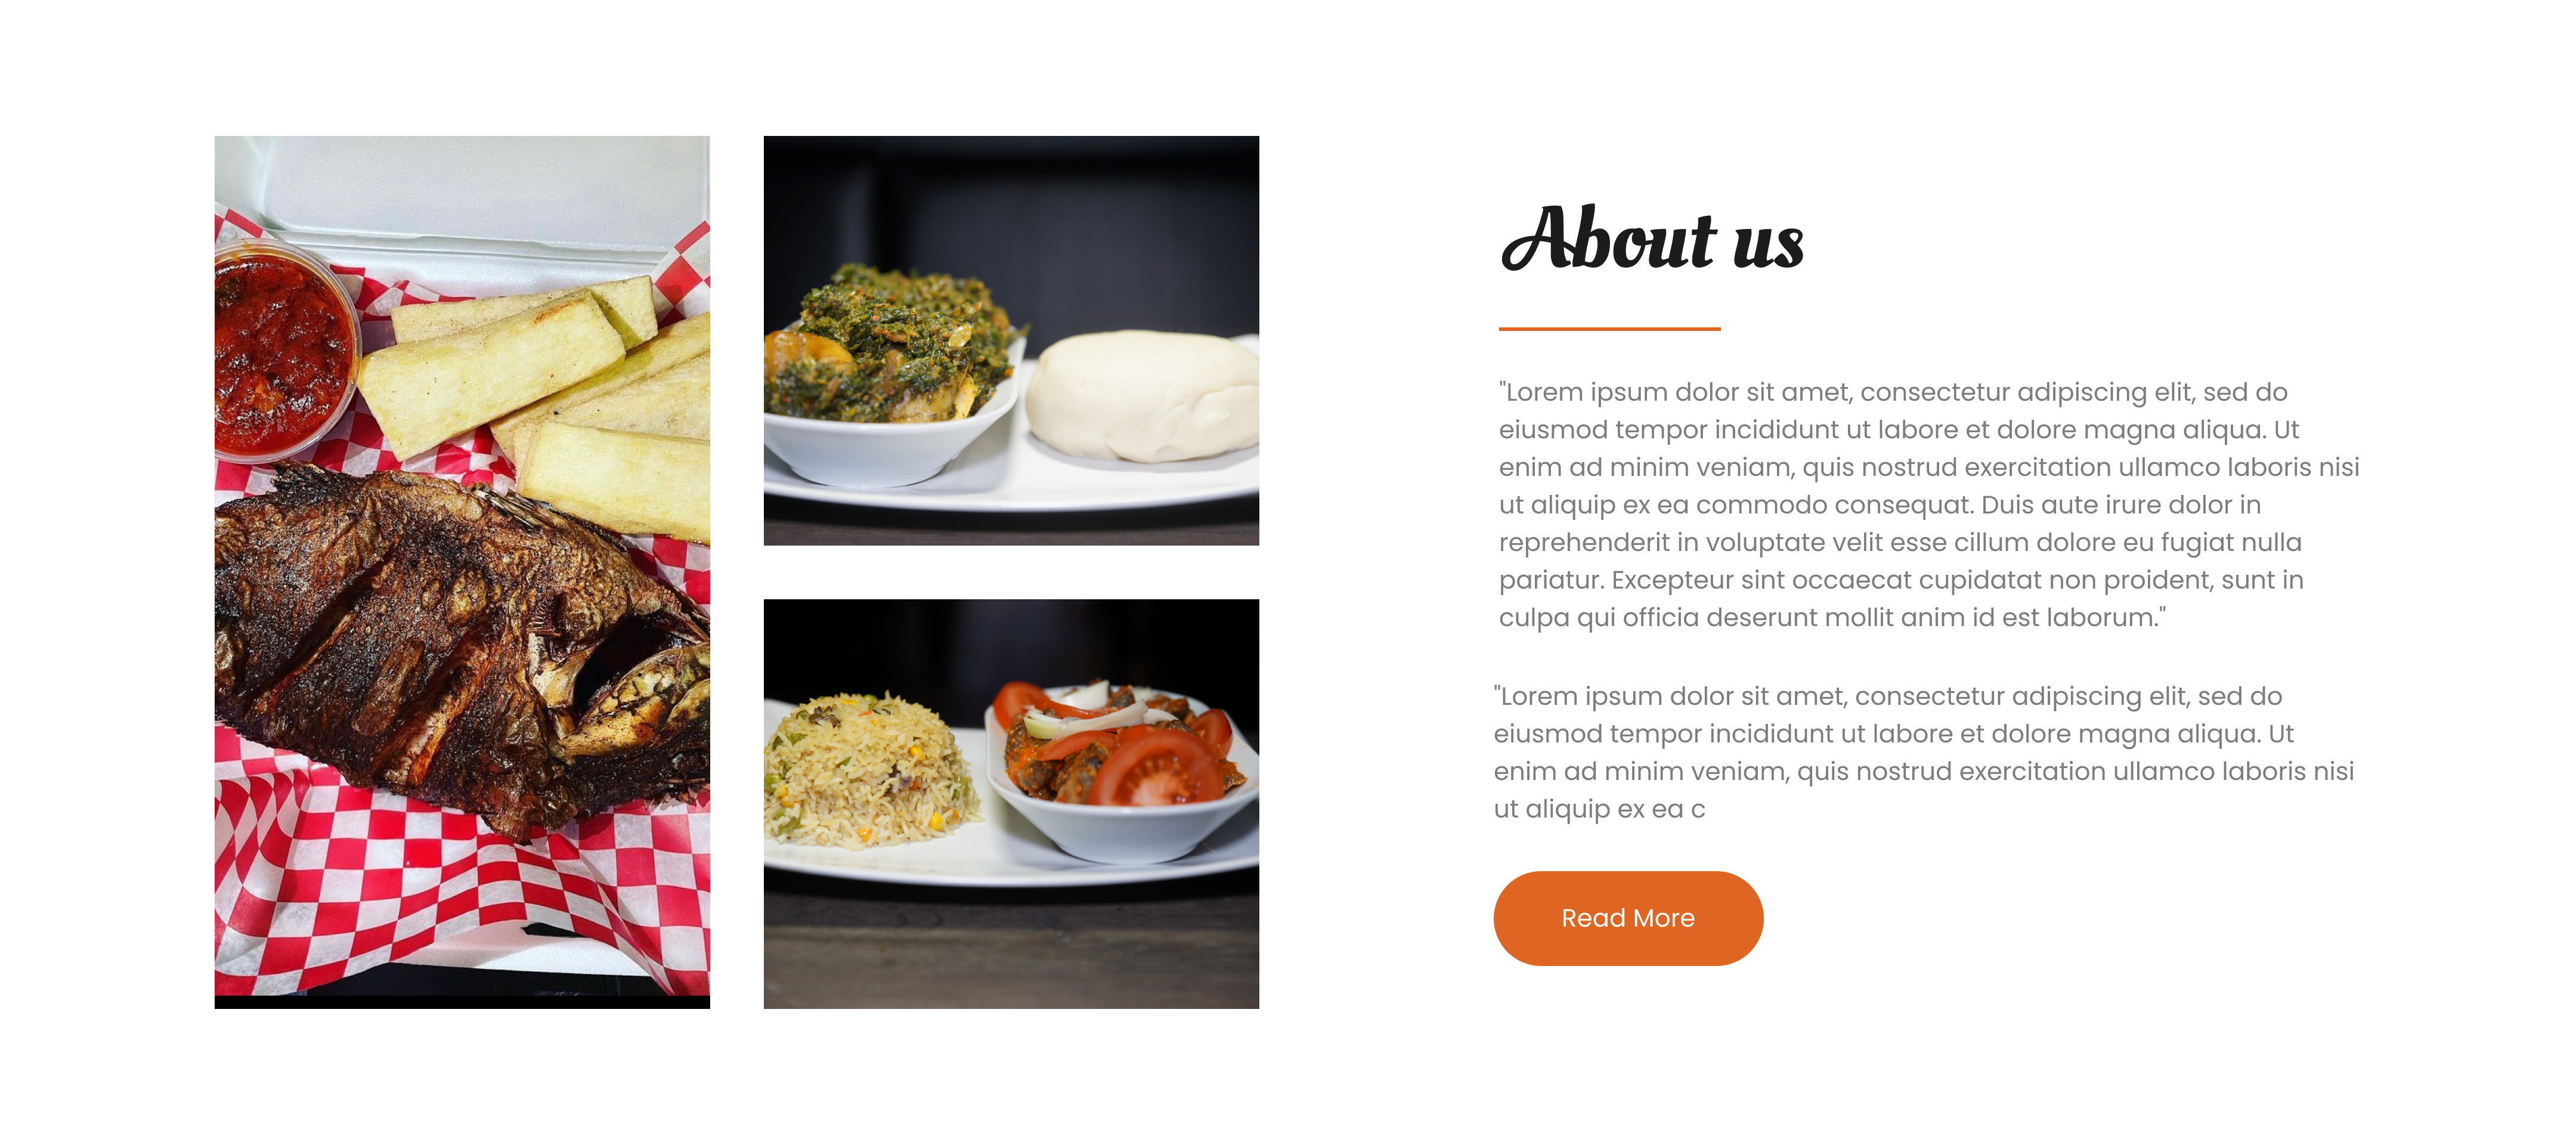 About us
"Lorem ipsum dolor sit amet, consectetur adipiscing elit, sed do
eiusmod tempor incididunt ut labore et dolore magna aliqua. Ut
enim ad minim veniam, quis nostrud exercitation ullamco laboris nisi
ut aliquip ex ea commodo consequat. Duis aute irure dolor in
reprehenderit in voluptate velit esse cillum dolore eu fugiat nulla
pariatur. Excepteur sint occaecat cupidatat non proident, sunt in
culpa qui officia deserunt mollit anim id est laborum."
"Lorem ipsum dolor sit amet, consectetur adipiscing elit, sed do
eiusmod tempor incididunt ut labore et dolore magna aliqua. Ut
enim ad minim veniam, quis nostrud exercitation ullamco laboris nisi
ut aliquip ex ea c
Read More